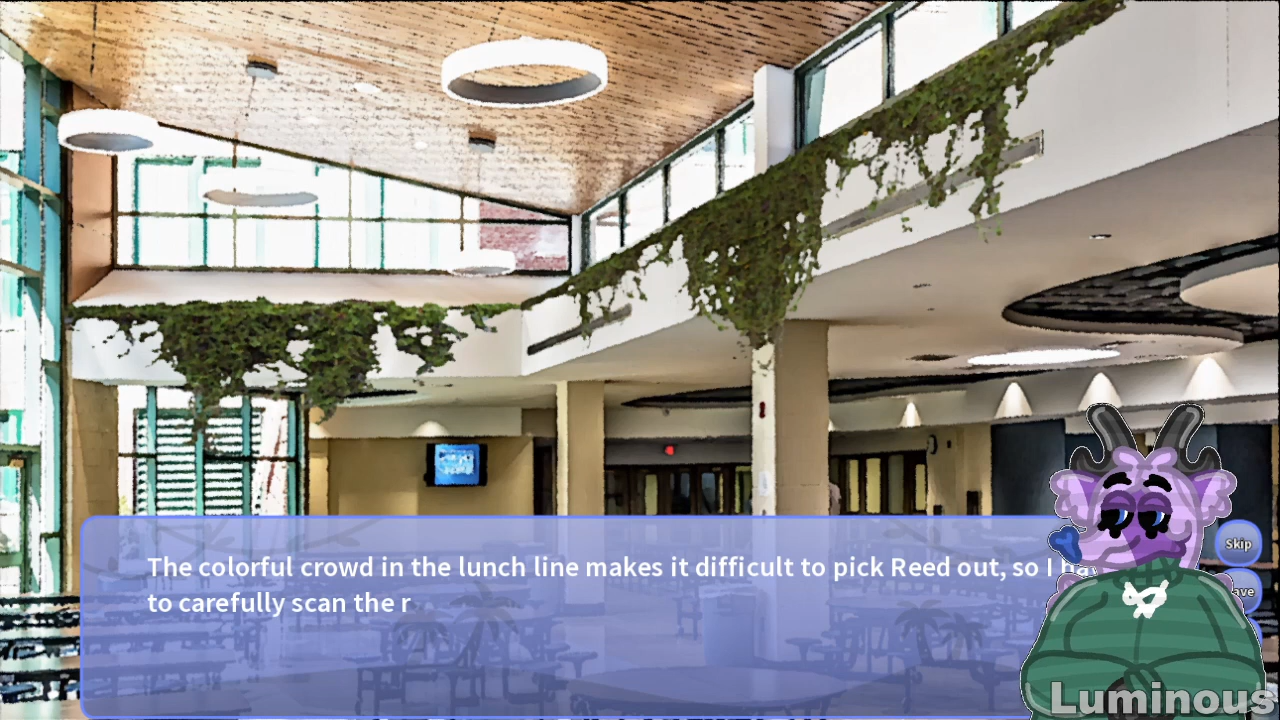 The colorful crowd in the lunch line makes it difficult to pick Reed out, so I
to carefully scan the r
Skip
Luminous